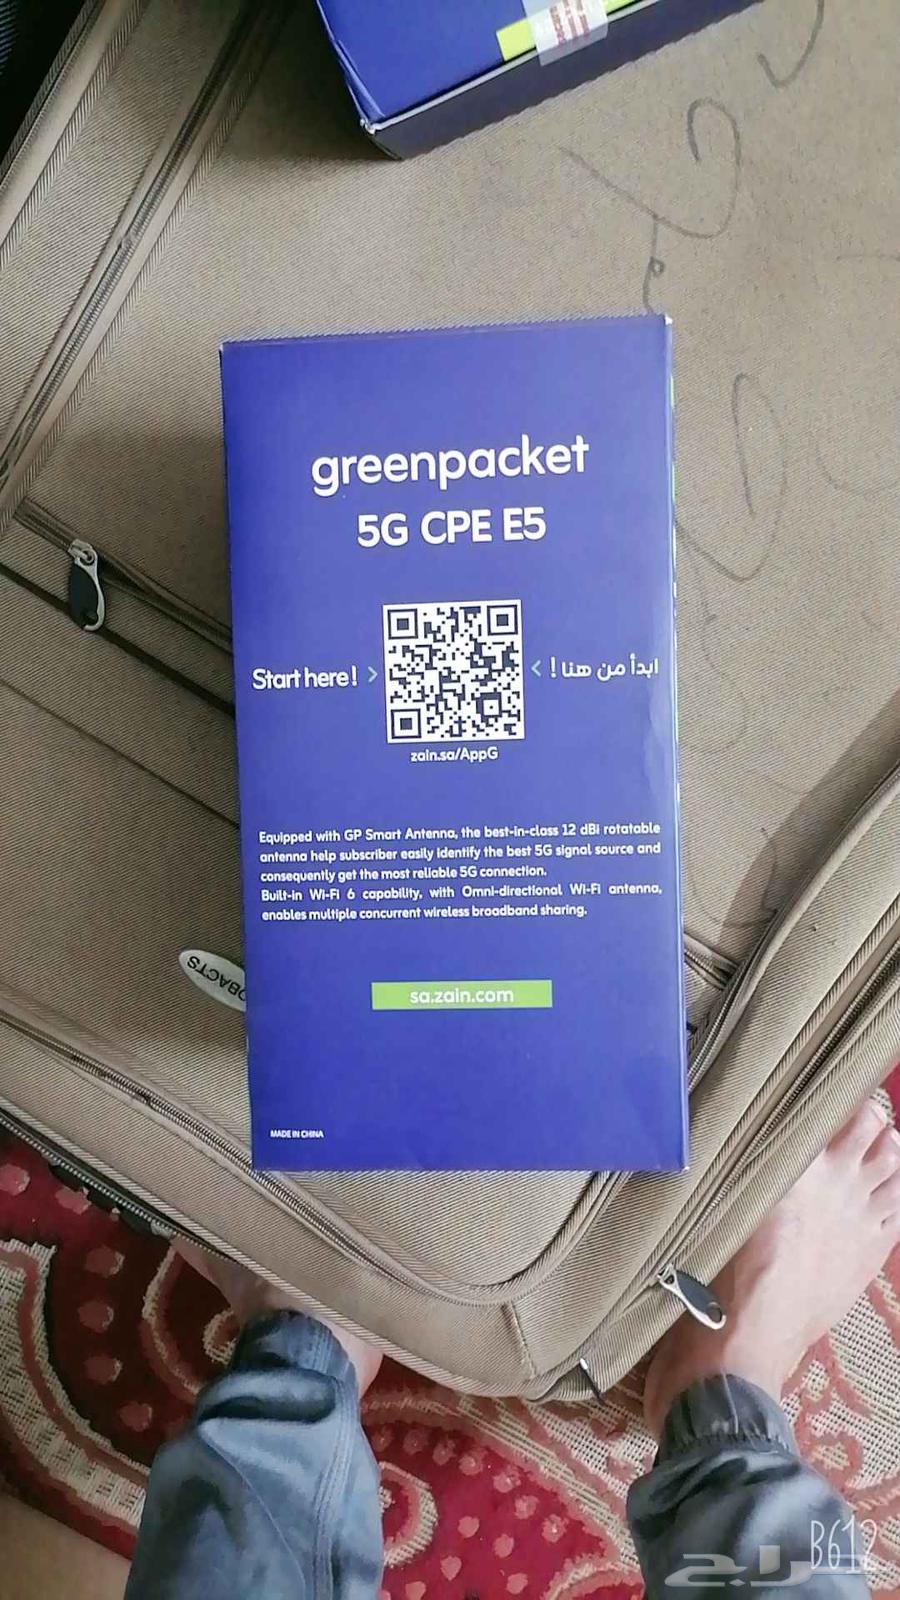 greenpacket
5G CPE E5
Start here! >
< ابدأ من هنا !
zain.sa/AppG
Equipped with GP Smart Antenna, the best-in-class 12 dBi rotatable
antenna help subscriber easily identify the best 5G signal source and
consequently get the most reliable 5G connection.
Built-in Wi-Fi 6 capability, with Omni-directional Wi-Fi antenna,
enables multiple concurrent wireless broadband sharing.
sa.zain.com
MADE IN CHINA
B612